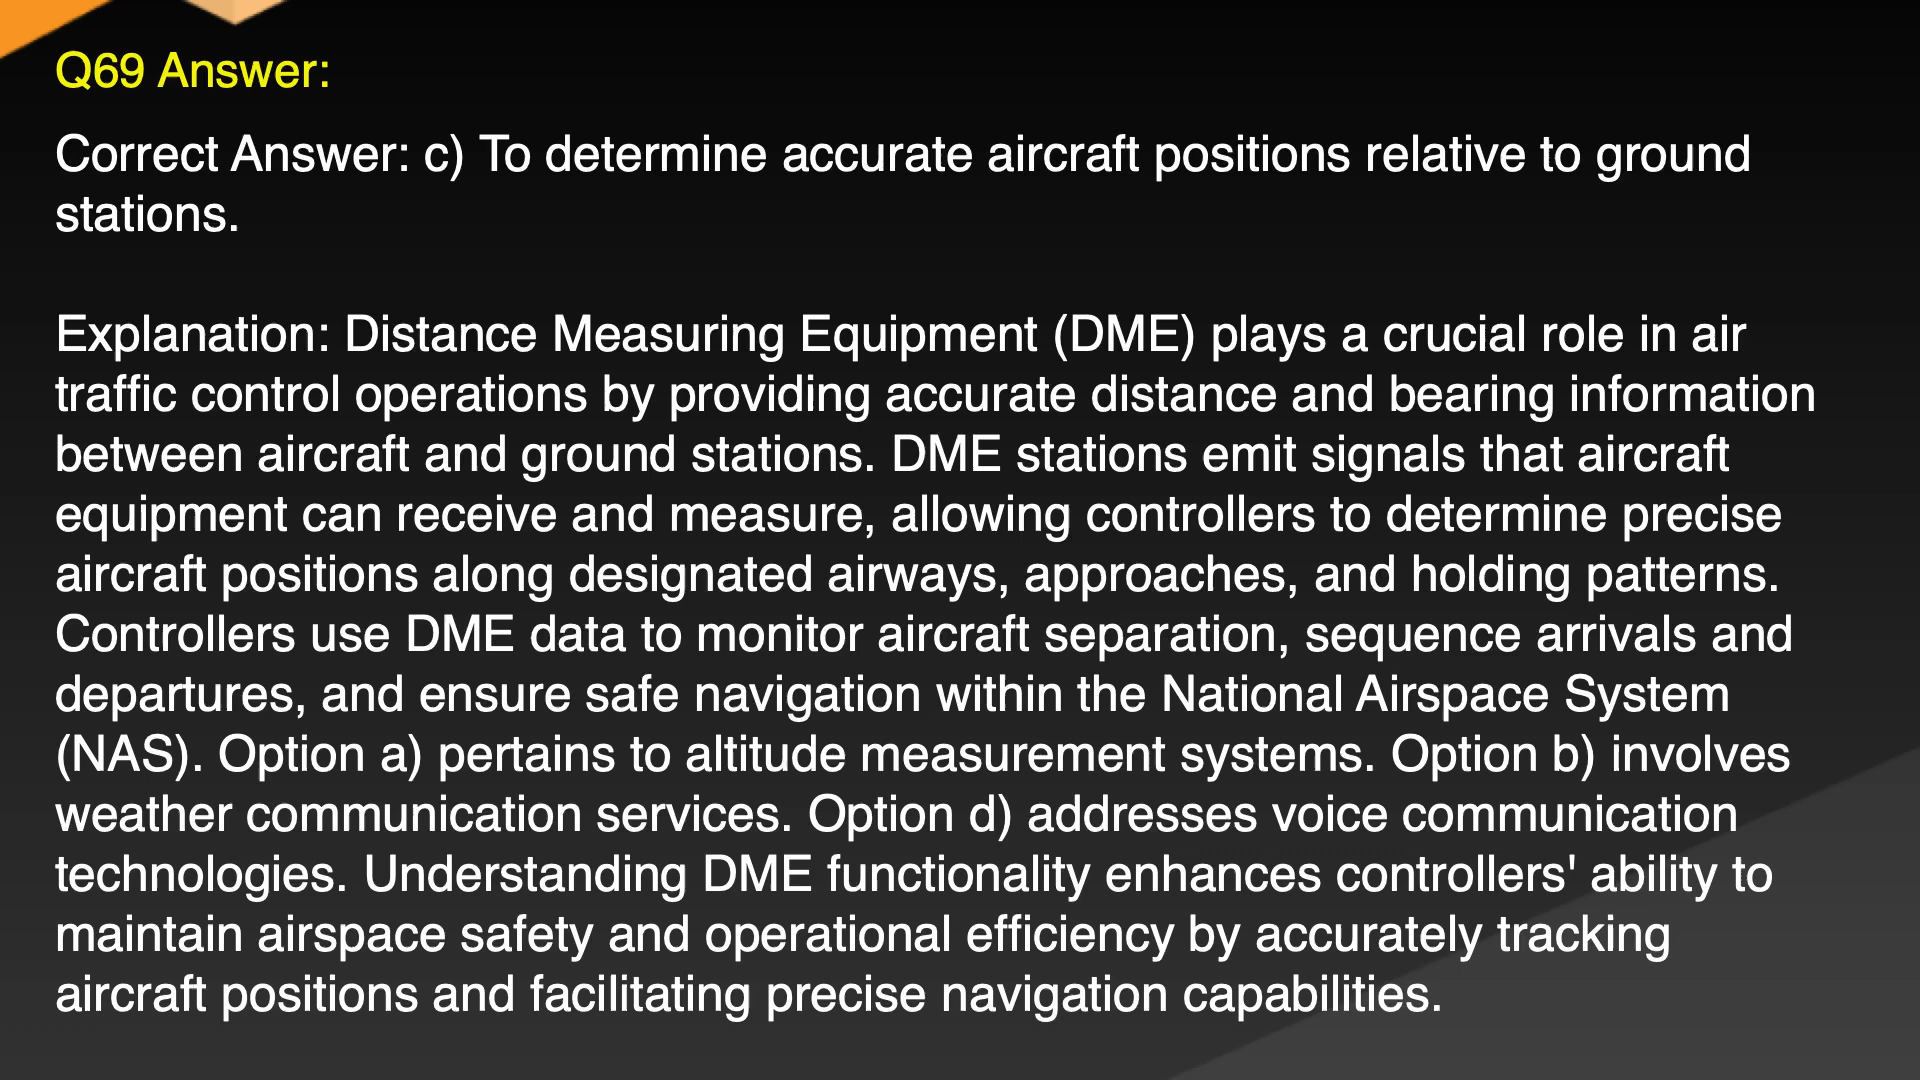 Q69 Answer:
Correct Answer: c) To determine accurate aircraft positions relative to ground
stations.
Explanation: Distance Measuring Equipment (DME) plays a crucial role in air
traffic control operations by providing accurate distance and bearing information
between aircraft and ground stations. DME stations emit signals that aircraft
equipment can receive and measure, allowing controllers to determine precise
aircraft positions along designated airways, approaches, and holding patterns.
Controllers use DME data to monitor aircraft separation, sequence arrivals and
departures, and ensure safe navigation within the National Airspace System
(NAS). Option a) pertains to altitude measurement systems. Option b) involves
weather communication services. Option d) addresses voice communication
technologies. Understanding DME functionality enhances controllers' ability to
maintain airspace safety and operational efficiency by accurately tracking
aircraft positions and facilitating precise navigation capabilities.